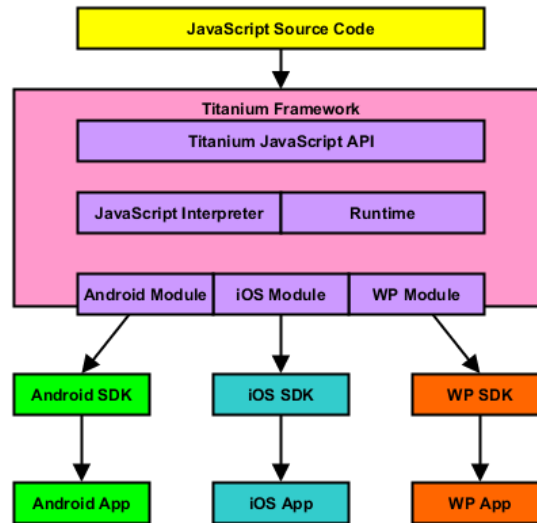 JavaScript Source Code
Titanium Framework
Titanium JavaScript API
JavaScript Interpreter
Runtime
Android Module
iOS Module
WP Module
Android SDK
iOS SDK
WP SDK
Android App
iOS App
WP App